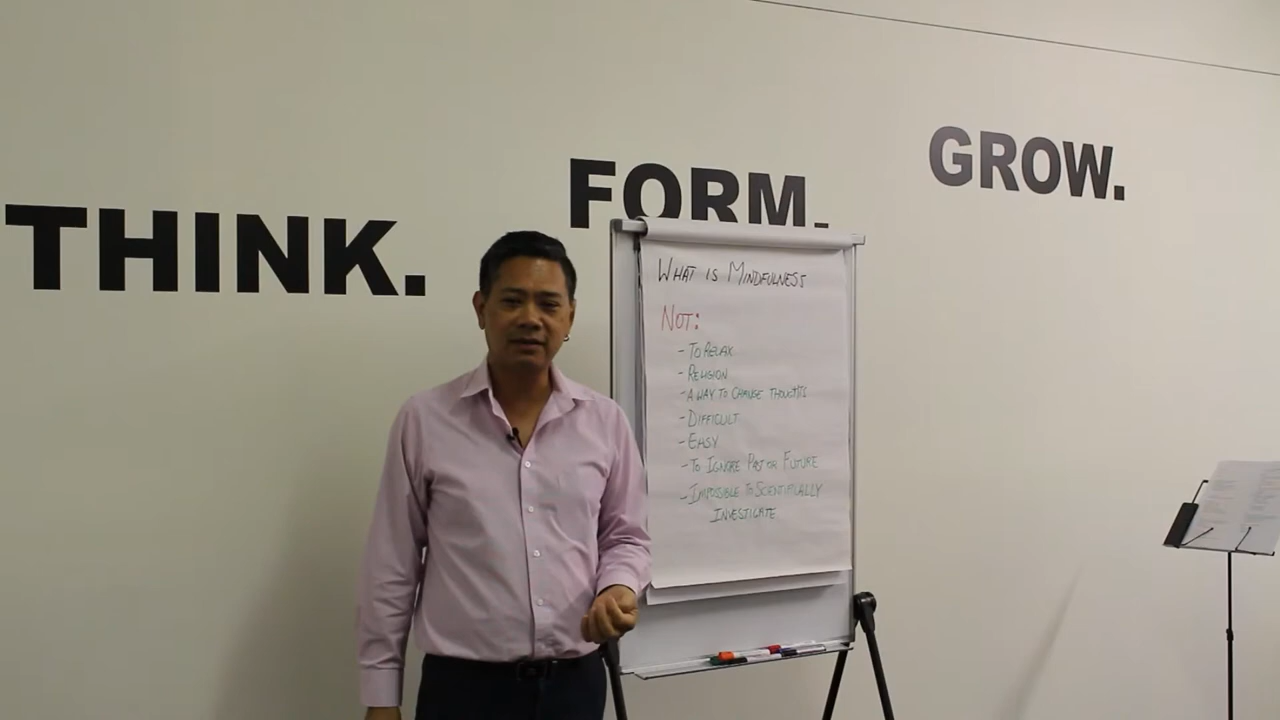 THINK.
FORM.
GROW.
WHAT IS MINDFULNESS
NOT:
- TO RELAX
- RELIGION
- A WAY TO CHANGE THOUGHTS
- DIFFICULT
- EASY
- TO IGNORE PAST OR FUTURE
- IMPOSSIBLE TO SCIENTIFICALLY
INVESTIGATE